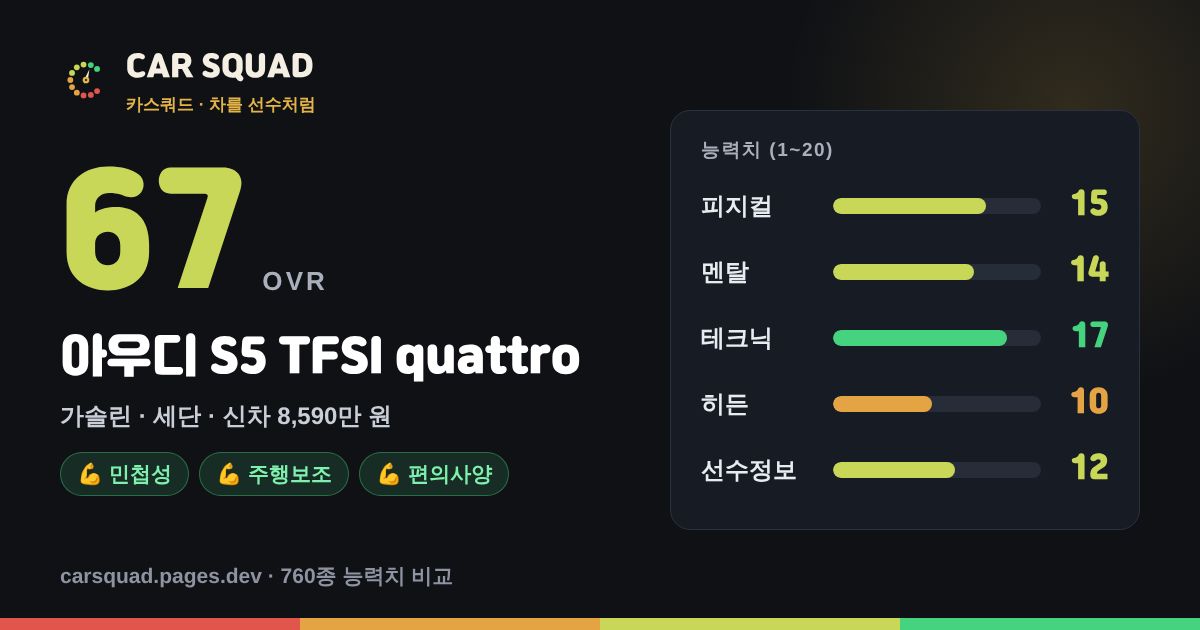 CAR SQUAD
카스쿼드 · 차를 선수처럼
67 OVR
아우디 S5 TFSI quattro
가솔린 · 세단 · 신차 8,590만 원
💪 민첩성 💪 주행보조 💪 편의사양
carsquad.pages.dev · 760종 능력치 비교
능력치 (1~20)
피지컬 15
멘탈 14
테크닉 17
히든 10
선수정보 12